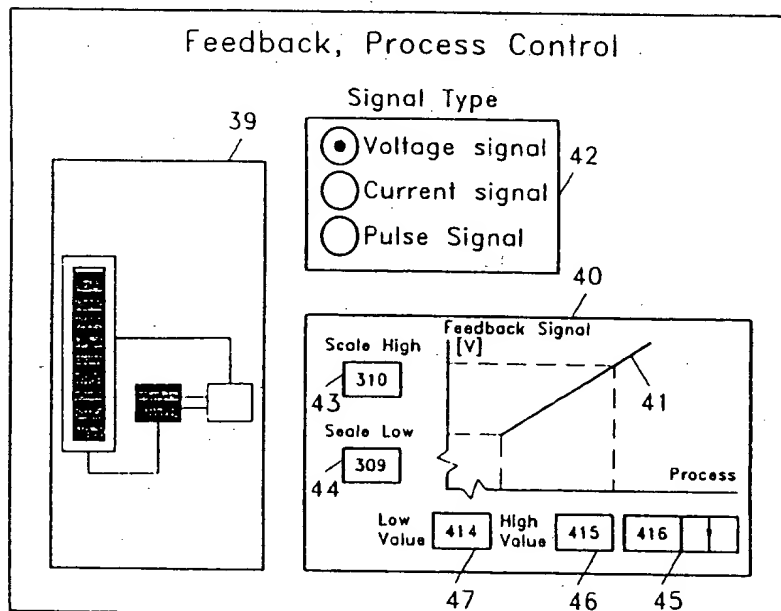 Feedback, Process Control
Signal Type
39
Voltage signal
42
Current signal
Pulse Signal
40
Feedback Signal
[V]
Scale High
310
43
41
Seale Low
309
44
Process
Low Value
414
High Value
415
416
47
46
45